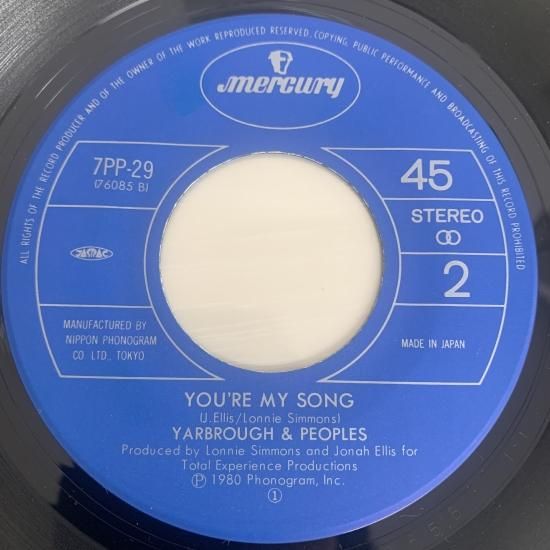 ALL RIGHTS OF THE RECORD PRODUCER AND OF THE OWNER OF THE WORK REPRODUCED RESERVED. COPYING, PUBLIC PERFORMANCE AND BROADCASTING OF THIS RECORD PROHIBITED
mercury
7PP-29
(76085 B)
45
STEREO
2
JASRAC
MANUFACTURED BY
NIPPON PHONOGRAM
CO. LTD., TOKYO
MADE IN JAPAN
YOU'RE MY SONG
(J.Ellis/Lonnie Simmons)
YARBROUGH & PEOPLES
Produced by Lonnie Simmons and Jonah Ellis for
Total Experience Productions
Ⓟ 1980 Phonogram, Inc.
①